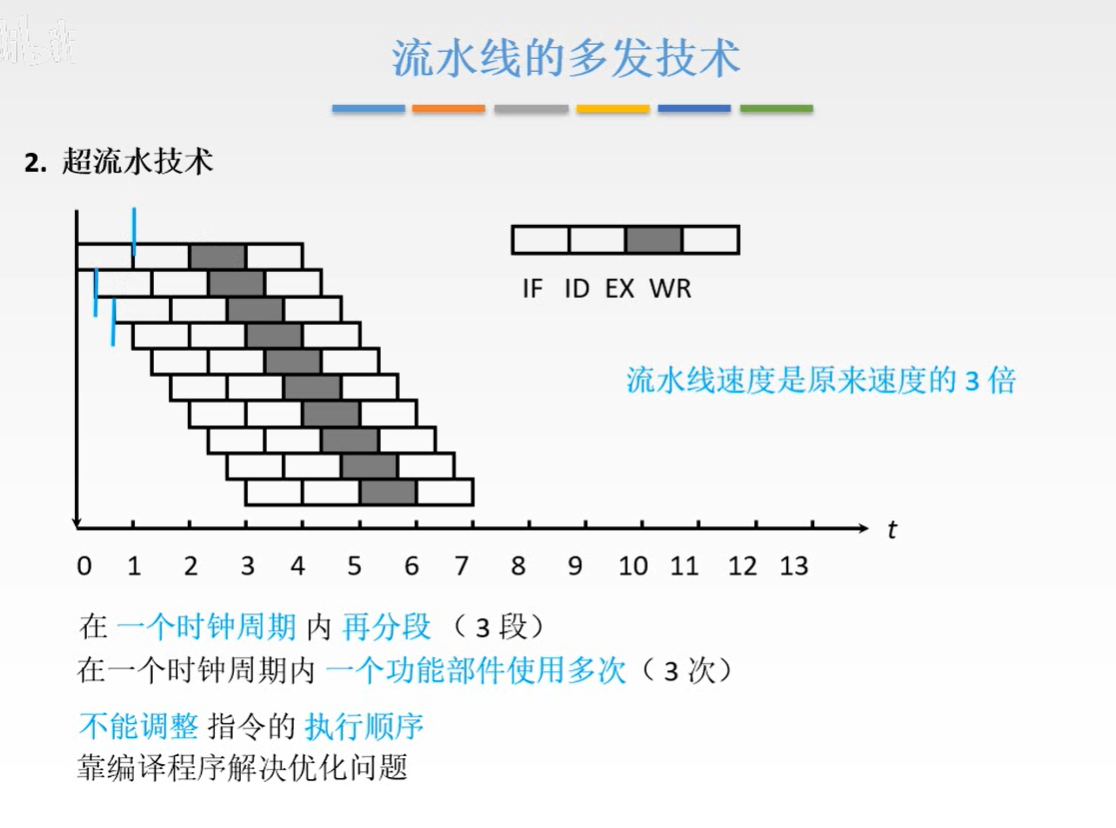 流水线的多发技术
2. 超流水技术
IF ID EX WR
流水线速度是原来速度的 3 倍
t
0 1 2 3 4 5 6 7 8 9 10 11 12 13
在 一个时钟周期 内 再分段 （ 3 段）
在一个时钟周期内 一个功能部件使用多次（ 3 次）
不能调整 指令的 执行顺序
靠编译程序解决优化问题